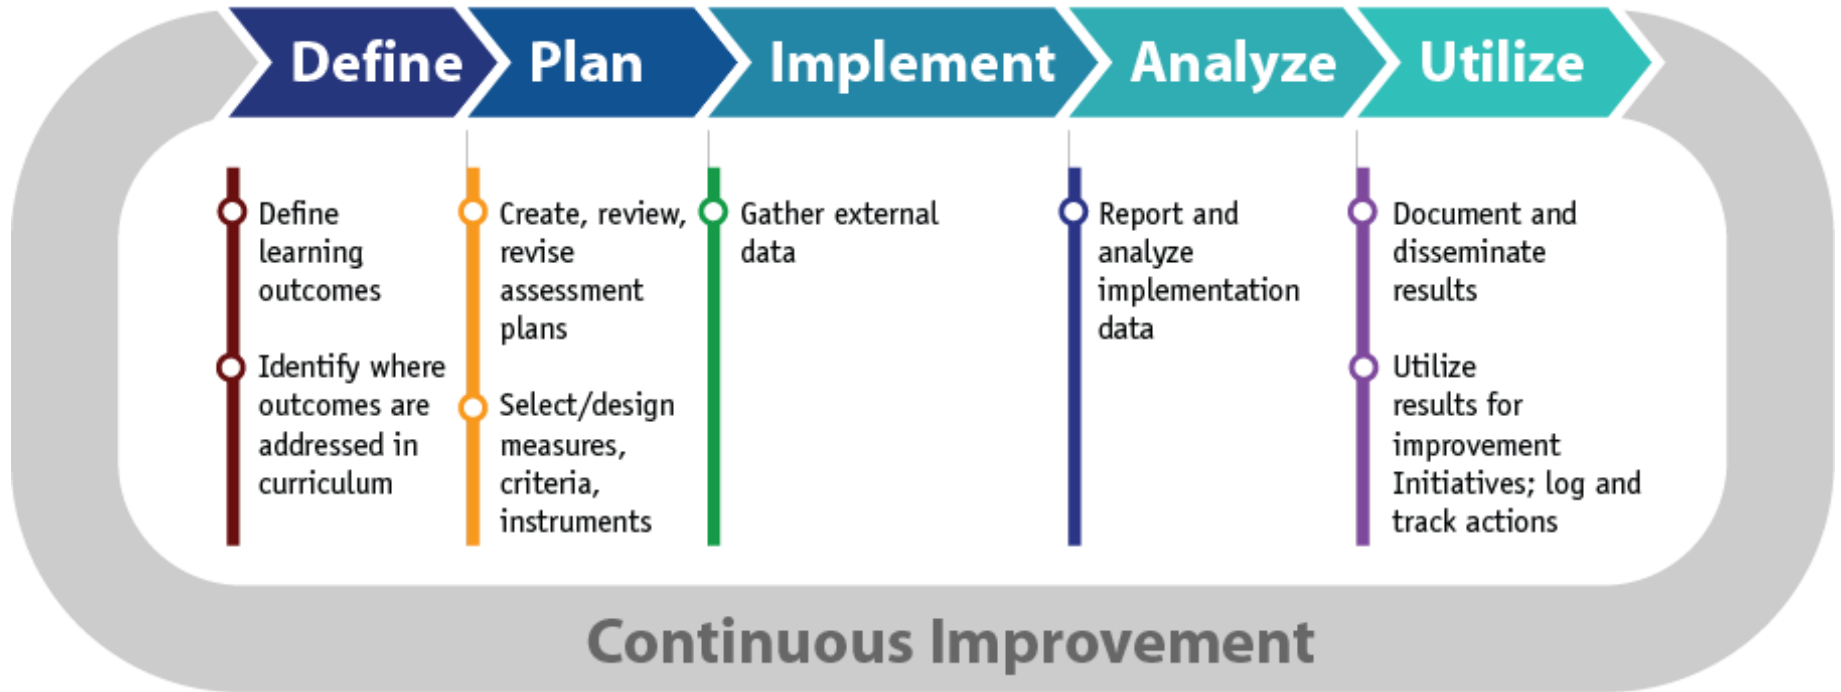 Define
Plan
Implement
Analyze
Utilize
Define
learning
outcomes
Identify where
outcomes are
addressed in
curriculum
Create, review,
revise
assessment
plans
Select/design
measures,
criteria,
instruments
Gather external
data
Report and
analyze
implementation
data
Document and
disseminate
results
Utilize
results for
improvement
Initiatives; log and
track actions
Continuous Improvement